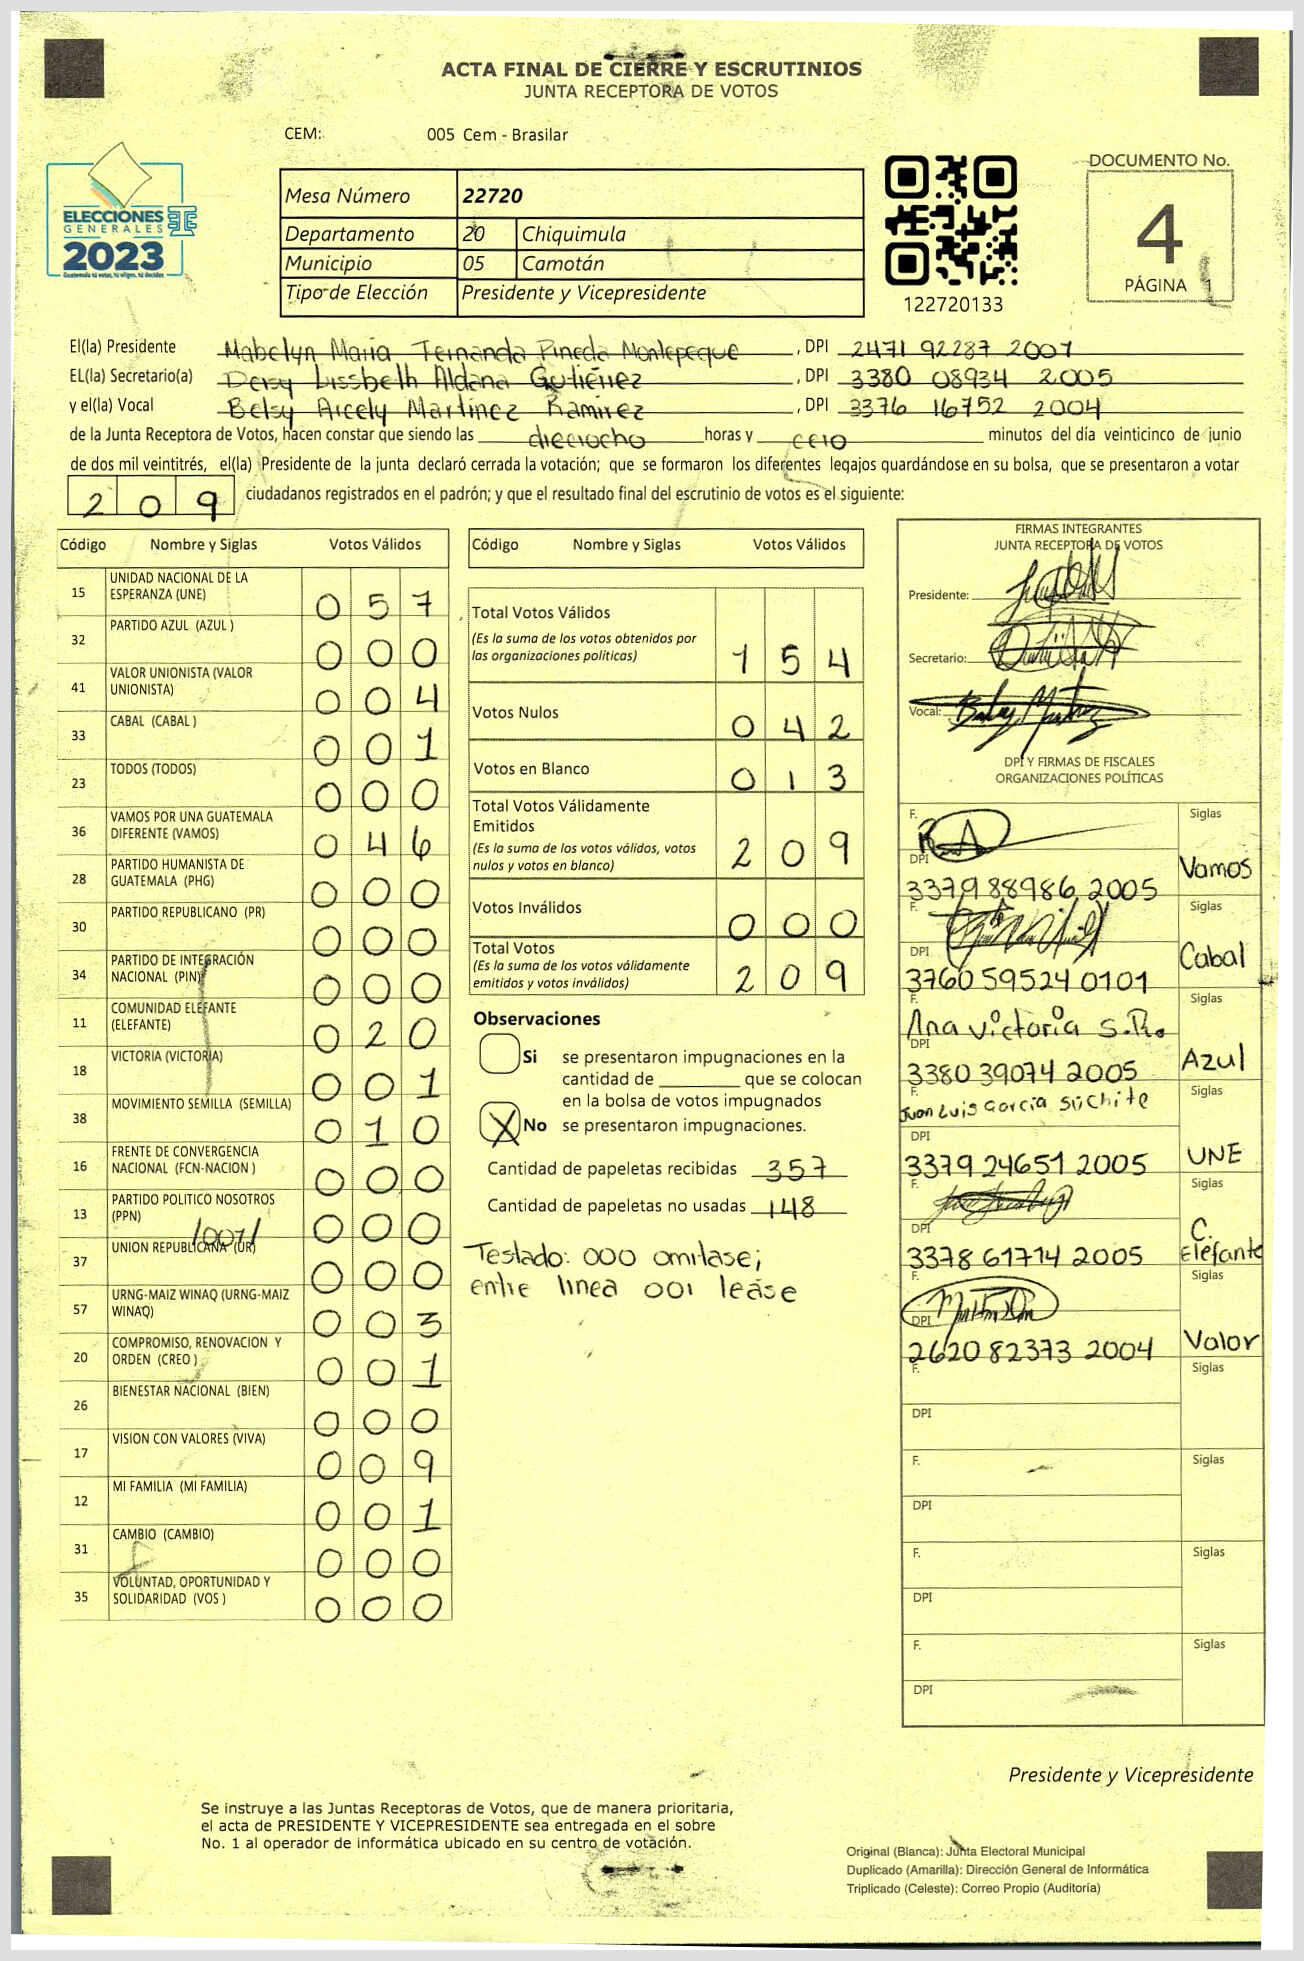 ACTA FINAL DE CIERRE Y ESCRUTINIOS
JUNTA RECEPTORA DE VOTOS
CEM: 005 Cem - Brasilar
ELECCIONES
GENERALES
2023
Guatemala tú votas, tú eliges, tú decides
Mesa Número 22720
Departamento 20 Chiquimula
Municipio 05 Camotán
Tipo de Elección Presidente y Vicepresidente
122720133
DOCUMENTO No.
4
PÁGINA 1
El(la) Presidente Mabelyn Maria Fernanda Pineda Montepeque , DPI 2471 92287 2007
EL(la) Secretario(a) Deisy Lissbeth Aldana Gutiérrez , DPI 3380 08934 2005
y el(la) Vocal Betsy Arcely Martínez Ramirez , DPI 3376 16752 2004
de la Junta Receptora de Votos, hacen constar que siendo las dieciocho horas y cero minutos del día veinticinco de junio
de dos mil veintitrés, el(la) Presidente de la junta declaró cerrada la votación; que se formaron los diferentes legajos guardándose en su bolsa, que se presentaron a votar
209 ciudadanos registrados en el padrón; y que el resultado final del escrutinio de votos es el siguiente:
Código Nombre y Siglas Votos Válidos
15 UNIDAD NACIONAL DE LA ESPERANZA (UNE) 0 5 7
32 PARTIDO AZUL (AZUL ) 0 0 0
41 VALOR UNIONISTA (VALOR UNIONISTA) 0 0 4
33 CABAL (CABAL ) 0 0 1
23 TODOS (TODOS) 0 0 0
36 VAMOS POR UNA GUATEMALA DIFERENTE (VAMOS) 0 4 6
28 PARTIDO HUMANISTA DE GUATEMALA (PHG) 0 0 0
30 PARTIDO REPUBLICANO (PR) 0 0 0
34 PARTIDO DE INTEGRACIÓN NACIONAL (PIN) 0 0 0
11 COMUNIDAD ELEFANTE (ELEFANTE) 0 2 0
18 VICTORIA (VICTORIA) 0 0 1
38 MOVIMIENTO SEMILLA (SEMILLA) 0 1 0
16 FRENTE DE CONVERGENCIA NACIONAL (FCN-NACION ) 0 0 0
13 PARTIDO POLITICO NOSOTROS (PPN) 0 0 0
/001/
37 UNION REPUBLICANA (UR) 0 0 0
57 URNG-MAIZ WINAQ (URNG-MAIZ WINAQ) 0 0 3
20 COMPROMISO, RENOVACION Y ORDEN (CREO ) 0 0 1
26 BIENESTAR NACIONAL (BIEN) 0 0 0
17 VISION CON VALORES (VIVA) 0 0 9
12 MI FAMILIA (MI FAMILIA) 0 0 1
31 CAMBIO (CAMBIO) 0 0 0
35 VOLUNTAD, OPORTUNIDAD Y SOLIDARIDAD (VOS ) 0 0 0
Código Nombre y Siglas Votos Válidos
Total Votos Válidos
(Es la suma de los votos obtenidos por
las organizaciones políticas) 1 5 4
Votos Nulos 0 4 2
Votos en Blanco 0 1 3
Total Votos Válidamente
Emitidos
(Es la suma de los votos válidos, votos
nulos y votos en blanco) 2 0 9
Votos Inválidos 0 0 0
Total Votos
(Es la suma de los votos válidamente
emitidos y votos inválidos) 2 0 9
Observaciones
Si se presentaron impugnaciones en la
cantidad de ________ que se colocan
en la bolsa de votos impugnados
X No se presentaron impugnaciones.
Cantidad de papeletas recibidas 357
Cantidad de papeletas no usadas 148
Testado: 000 omitase;
entre linea 001 lease
FIRMAS INTEGRANTES
JUNTA RECEPTORA DE VOTOS
Presidente:
Secretario:
Vocal:
DPI Y FIRMAS DE FISCALES
ORGANIZACIONES POLÍTICAS
F. Siglas
DPI 3379 88986 2005 Vamos
F. Siglas
DPI 3760 59524 0101 Cabal
F. Ana victoria S.R. Siglas
DPI 3380 39074 2005 Azul
F. Juan Luis García Súchite Siglas
DPI 3379 24651 2005 UNE
F. Siglas
DPI 3378 61714 2005 C. Elefante
F. Siglas
DPI 2620 82373 2004 Valor
F. Siglas
DPI
F. Siglas
DPI
F. Siglas
DPI
F. Siglas
DPI
Presidente y Vicepresidente
Se instruye a las Juntas Receptoras de Votos, que de manera prioritaria,
el acta de PRESIDENTE Y VICEPRESIDENTE sea entregada en el sobre
No. 1 al operador de informática ubicado en su centro de votación.
Original (Blanca): Junta Electoral Municipal
Duplicado (Amarilla): Dirección General de Informática
Triplicado (Celeste): Correo Propio (Auditoría)